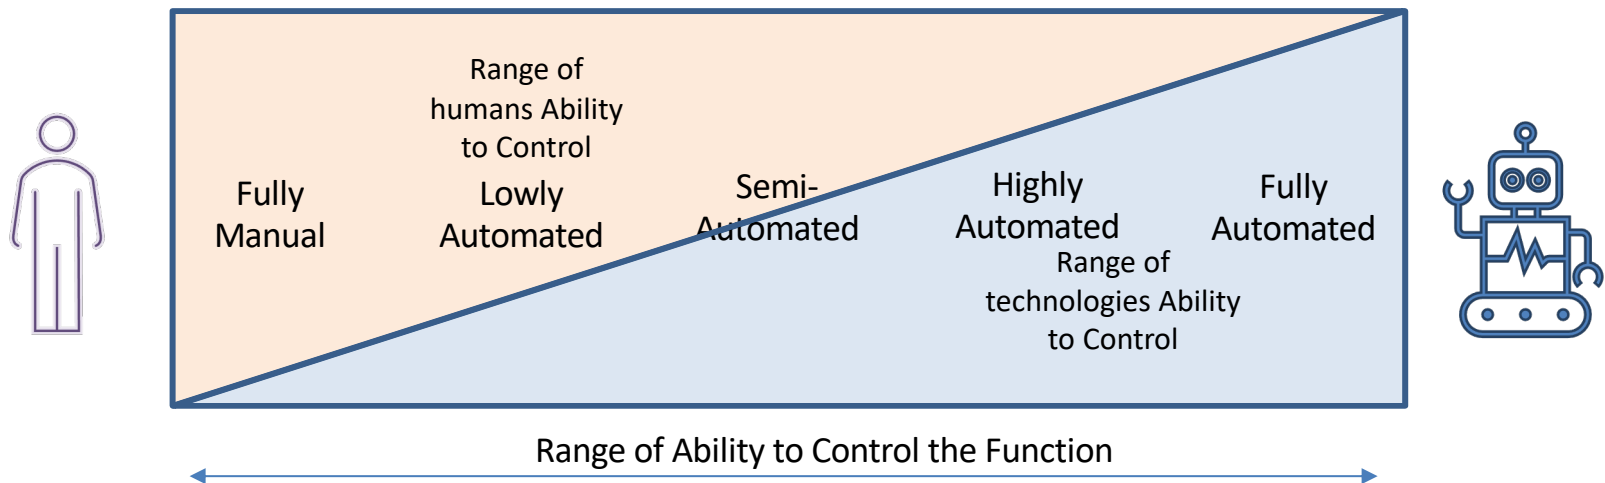 Range of
humans Ability
to Control
Fully
Manual
Lowly
Automated
Semi-
Automated
Highly
Automated
Fully
Automated
Range of
technologies Ability
to Control
Range of Ability to Control the Function